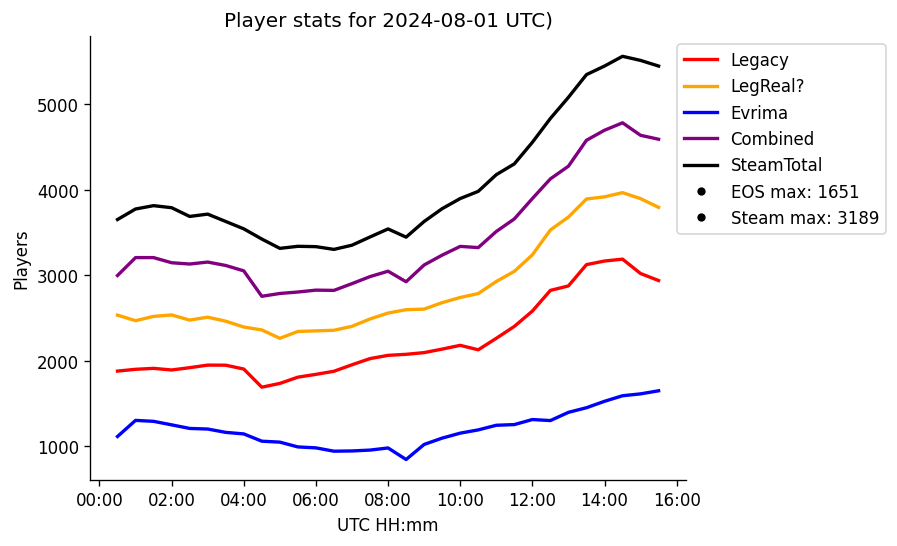 Player stats for 2024-08-01 UTC)
Legacy
LegReal?
Evrima
Combined
SteamTotal
EOS max: 1651
Steam max: 3189
Players
5000
4000
3000
2000
1000
00:00 02:00 04:00 06:00 08:00 10:00 12:00 14:00 16:00
UTC HH:mm